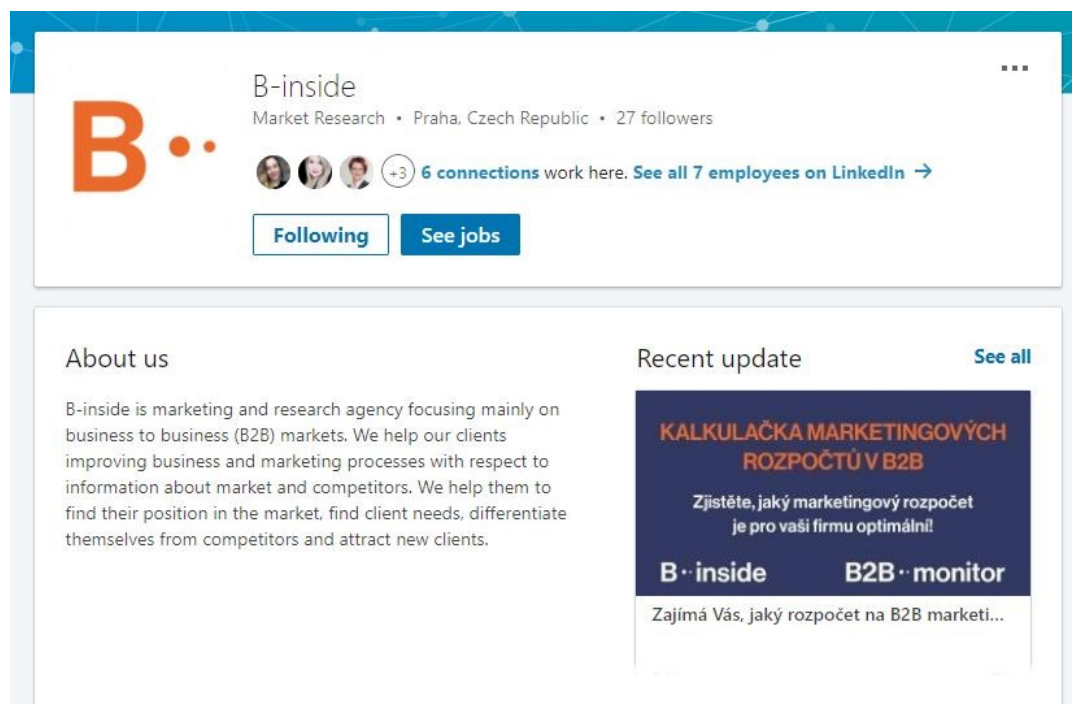 B··
B-inside
Market Research • Praha, Czech Republic • 27 followers
+3 6 connections work here. See all 7 employees on LinkedIn →
Following
See jobs
About us
B-inside is marketing and research agency focusing mainly on
business to business (B2B) markets. We help our clients
improving business and marketing processes with respect to
information about market and competitors. We help them to
find their position in the market, find client needs, differentiate
themselves from competitors and attract new clients.
Recent update
See all
KALKULAČKA MARKETINGOVÝCH
ROZPOČTŮ V B2B
Zjistěte, jaký marketingový rozpočet
je pro vaši firmu optimální!
B··inside
B2B··monitor
Zajímá Vás, jaký rozpočet na B2B marketi...